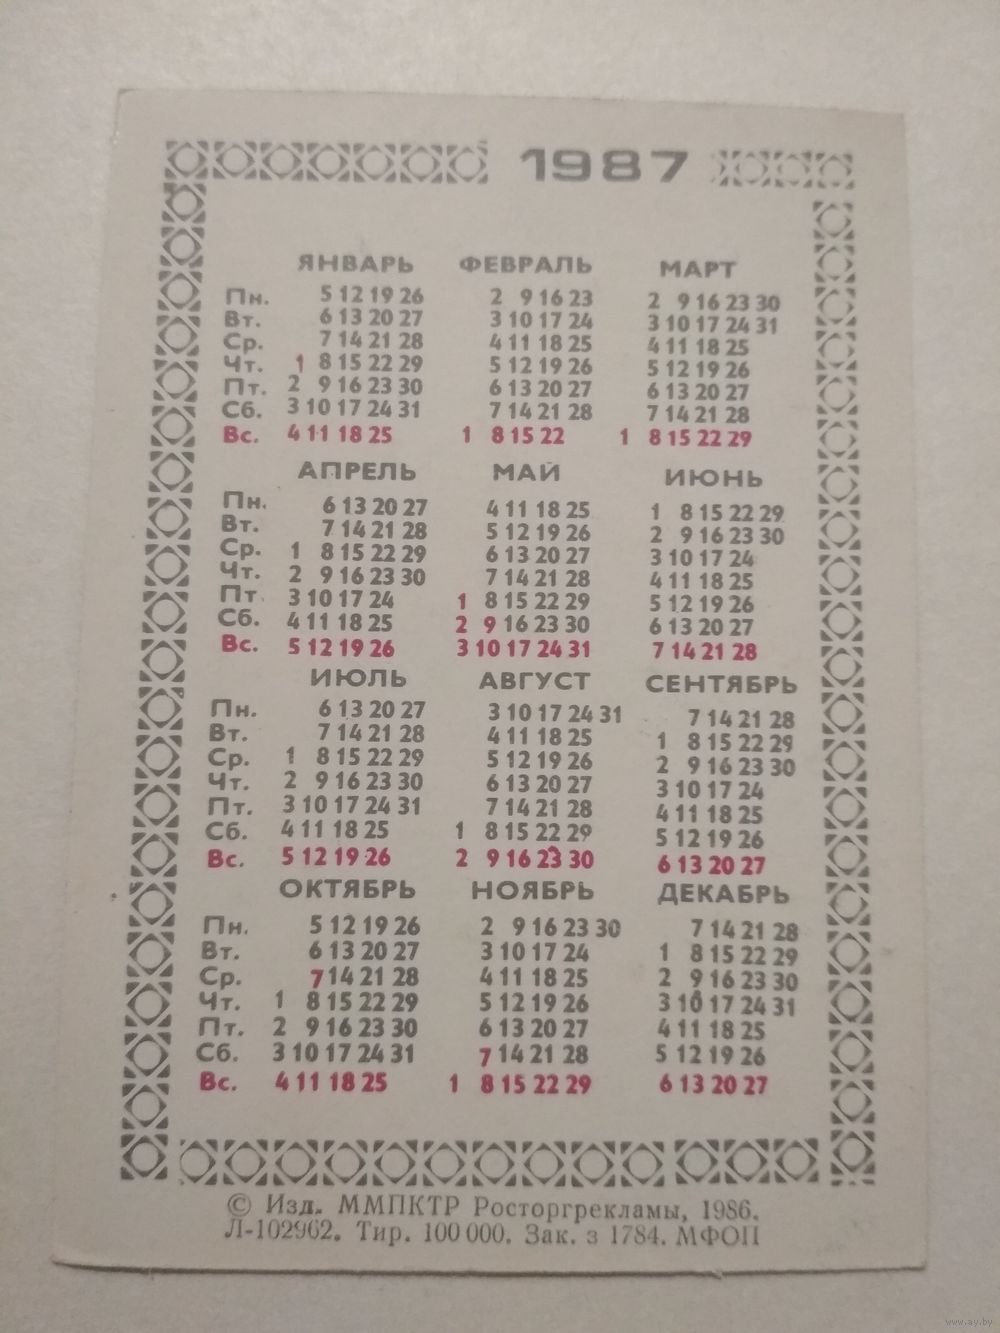 1987
ЯНВАРЬ ФЕВРАЛЬ МАРТ
Пн. 5 12 19 26 2 9 16 23 2 9 16 23 30
Вт. 6 13 20 27 3 10 17 24 3 10 17 24 31
Ср. 7 14 21 28 4 11 18 25 4 11 18 25
Чт. 1 8 15 22 29 5 12 19 26 5 12 19 26
Пт. 2 9 16 23 30 6 13 20 27 6 13 20 27
Сб. 3 10 17 24 31 7 14 21 28 7 14 21 28
Вс. 4 11 18 25 1 8 15 22 1 8 15 22 29
АПРЕЛЬ МАЙ ИЮНЬ
Пн. 6 13 20 27 4 11 18 25 1 8 15 22 29
Вт. 7 14 21 28 5 12 19 26 2 9 16 23 30
Ср. 1 8 15 22 29 6 13 20 27 3 10 17 24
Чт. 2 9 16 23 30 7 14 21 28 4 11 18 25
Пт. 3 10 17 24 1 8 15 22 29 5 12 19 26
Сб. 4 11 18 25 2 9 16 23 30 6 13 20 27
Вс. 5 12 19 26 3 10 17 24 31 7 14 21 28
ИЮЛЬ АВГУСТ СЕНТЯБРЬ
Пн. 6 13 20 27 3 10 17 24 31 7 14 21 28
Вт. 7 14 21 28 4 11 18 25 1 8 15 22 29
Ср. 1 8 15 22 29 5 12 19 26 2 9 16 23 30
Чт. 2 9 16 23 30 6 13 20 27 3 10 17 24
Пт. 3 10 17 24 31 7 14 21 28 4 11 18 25
Сб. 4 11 18 25 1 8 15 22 29 5 12 19 26
Вс. 5 12 19 26 2 9 16 23 30 6 13 20 27
ОКТЯБРЬ НОЯБРЬ ДЕКАБРЬ
Пн. 5 12 19 26 2 9 16 23 30 7 14 21 28
Вт. 6 13 20 27 3 10 17 24 1 8 15 22 29
Ср. 7 14 21 28 4 11 18 25 2 9 16 23 30
Чт. 1 8 15 22 29 5 12 19 26 3 10 17 24 31
Пт. 2 9 16 23 30 6 13 20 27 4 11 18 25
Сб. 3 10 17 24 31 7 14 21 28 5 12 19 26
Вс. 4 11 18 25 1 8 15 22 29 6 13 20 27
© Изд. ММПКТР Росторгрекламы, 1986.
Л-102962. Тир. 100 000. Зак. з 1784. МФОП
www.ay.by